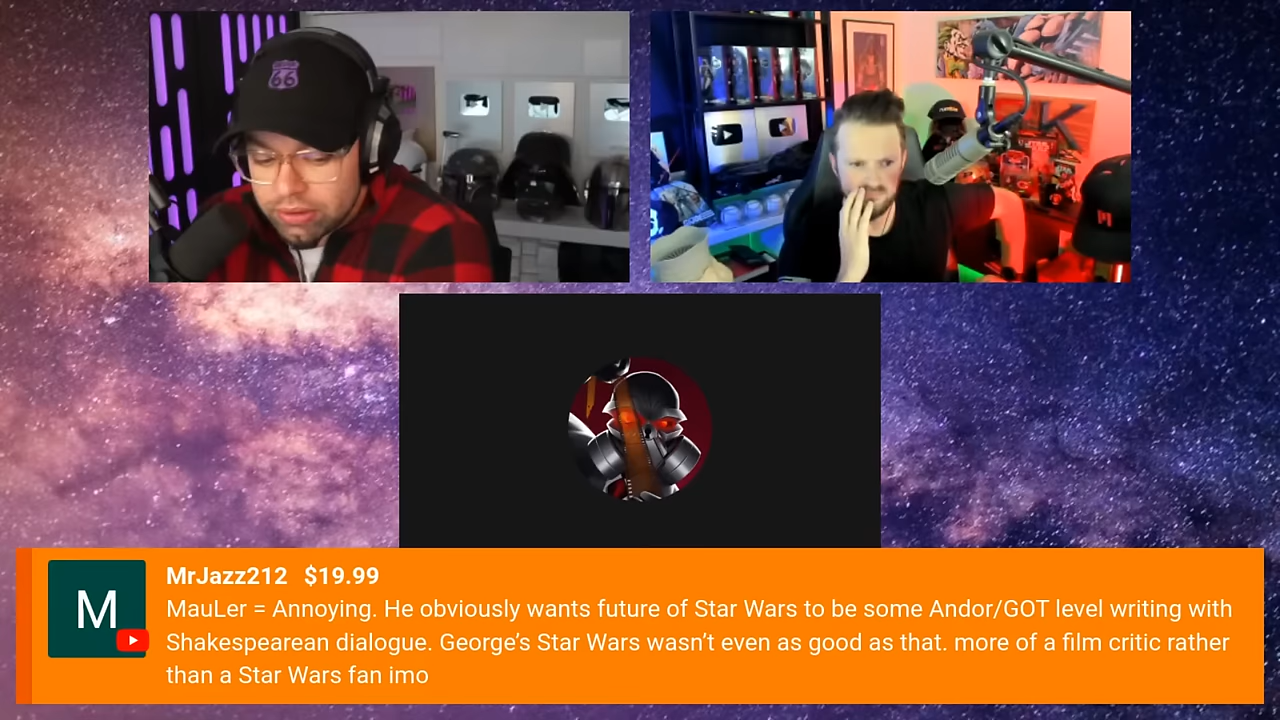 66
K
M
MrJazz212 $19.99
MauLer = Annoying. He obviously wants future of Star Wars to be some Andor/GOT level writing with
Shakespearean dialogue. George’s Star Wars wasn’t even as good as that. more of a film critic rather
than a Star Wars fan imo